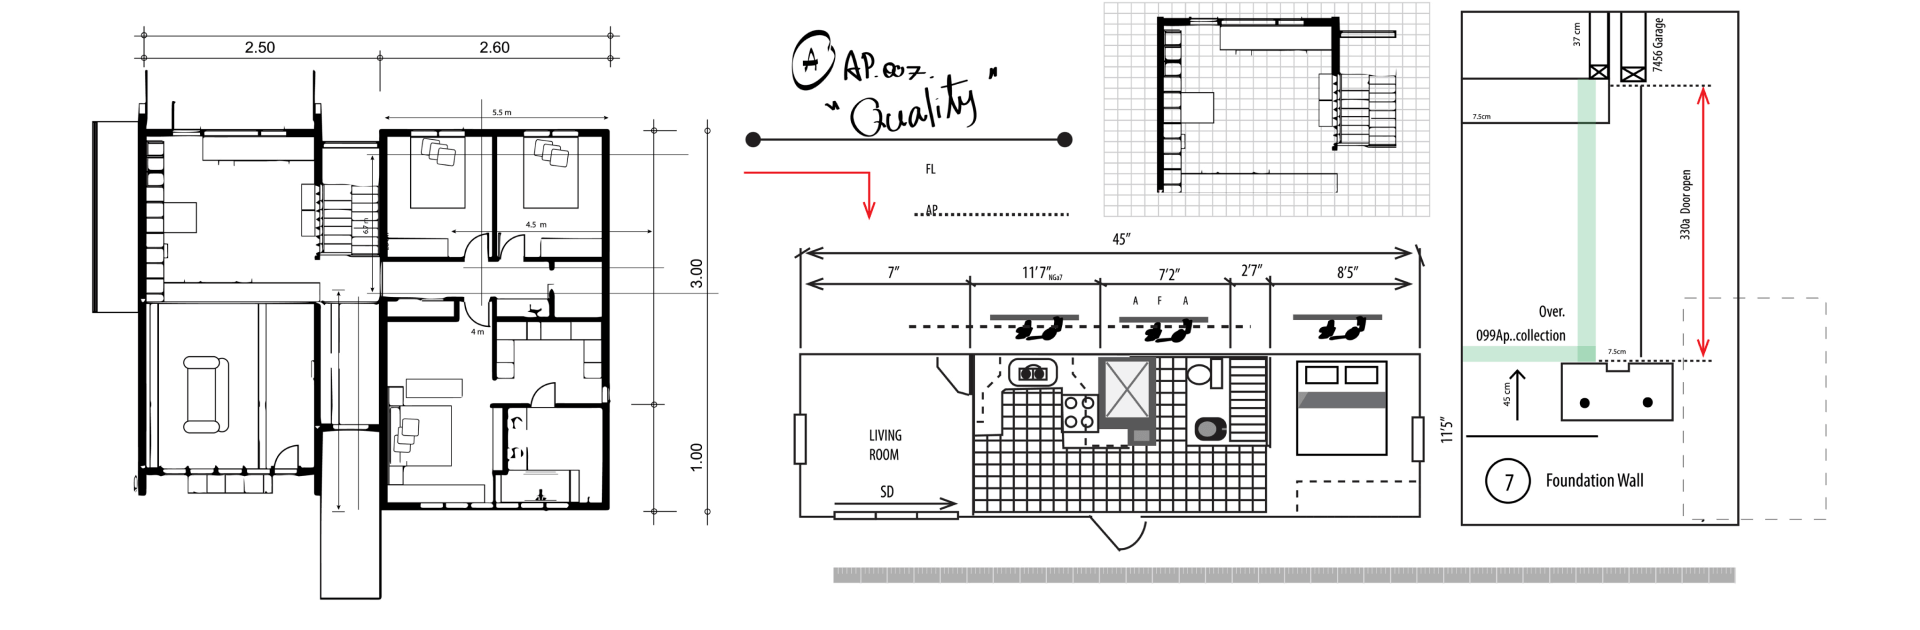 2.50
2.60
5.5 m
4.5 m
4 m
3.00
1.00
A
AP.007.
"Quality"
FL
AP
45"
7"
11'7"
NGa7
7'2"
2'7"
8'5"
A F A
LIVING
ROOM
SD
11'5"
37 cm
7456 Garage
7.5cm
330a Door open
Over.
099Ap..collection
7.5cm
45 cm
7
Foundation Wall